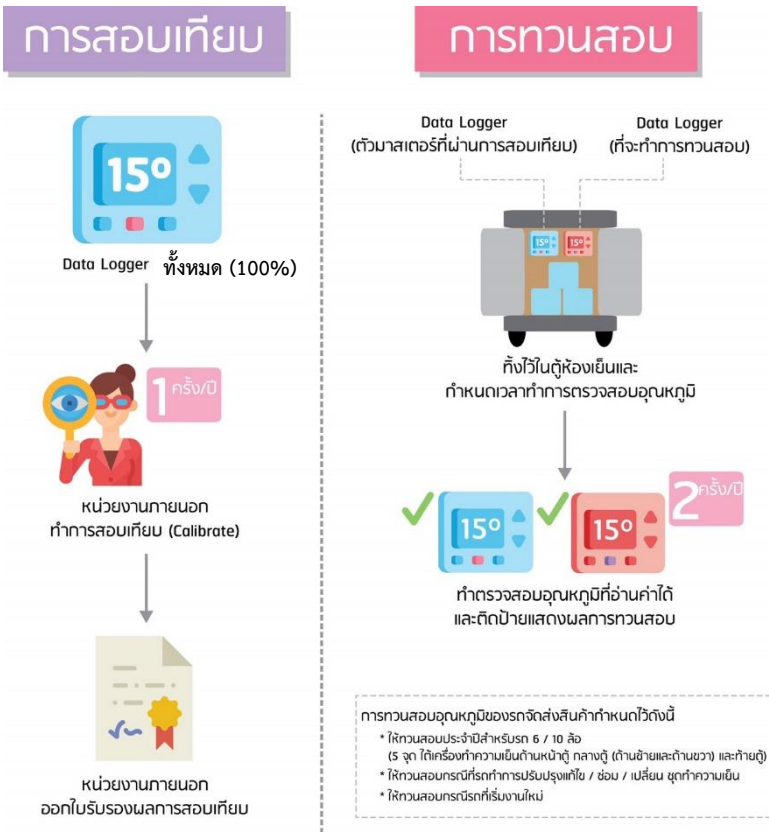 การสอบเทียบ
15º
Data Logger ทั้งหมด (100%)
1 ครั้ง/ปี
หน่วยงานภายนอก
ทำการสอบเทียบ (Calibrate)
หน่วยงานภายนอก
ออกใบรับรองผลการสอบเทียบ
การทวนสอบ
Data Logger
(ตัวมาสเตอร์ที่ผ่านการสอบเทียบ)
Data Logger
(ที่จะทำการทวนสอบ)
15º 15º
ทิ้งไว้ในตู้ห้องเย็นและ
กำหนดเวลาทำการตรวจสอบอุณหภูมิ
15º 15º
2 ครั้ง/ปี
ทำตรวจสอบอุณหภูมิที่อ่านค่าได้
และติดป้ายแสดงผลการทวนสอบ
การทวนสอบอุณหภูมิของรถจัดส่งสินค้ากำหนดไว้ดังนี้
* ให้ทวนสอบประจำปีสำหรับรถ 6 / 10 ล้อ
(5 จุด ใต้เครื่องทำความเย็นด้านหน้าตู้ กลางตู้ (ด้านซ้ายและด้านขวา) และท้ายตู้)
* ให้ทวนสอบกรณีที่รถทำการปรับปรุงแก้ไข / ซ่อม / เปลี่ยน ชุดทำความเย็น
* ให้ทวนสอบกรณีรถที่เริ่มงานใหม่